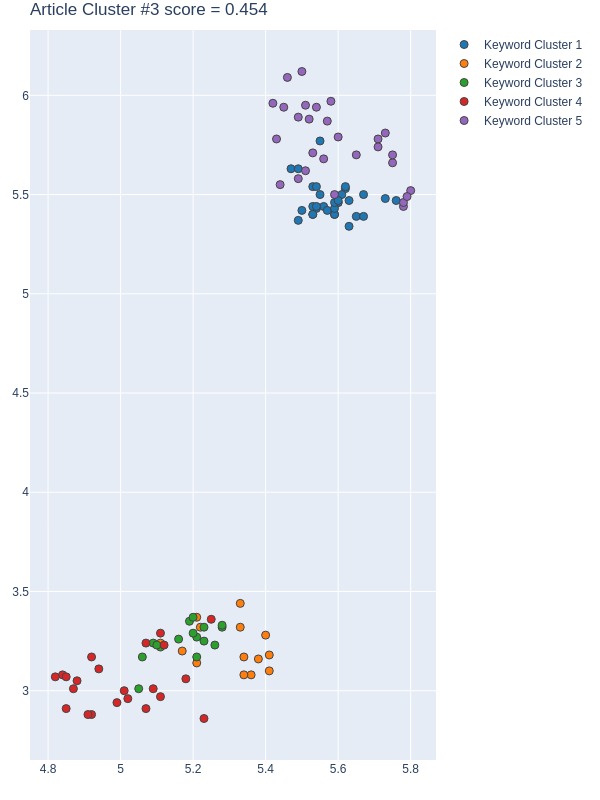 Article Cluster #3 score = 0.454
Keyword Cluster 1
Keyword Cluster 2
Keyword Cluster 3
Keyword Cluster 4
Keyword Cluster 5
6
5.5
5
4.5
4
3.5
3
4.8 5 5.2 5.4 5.6 5.8